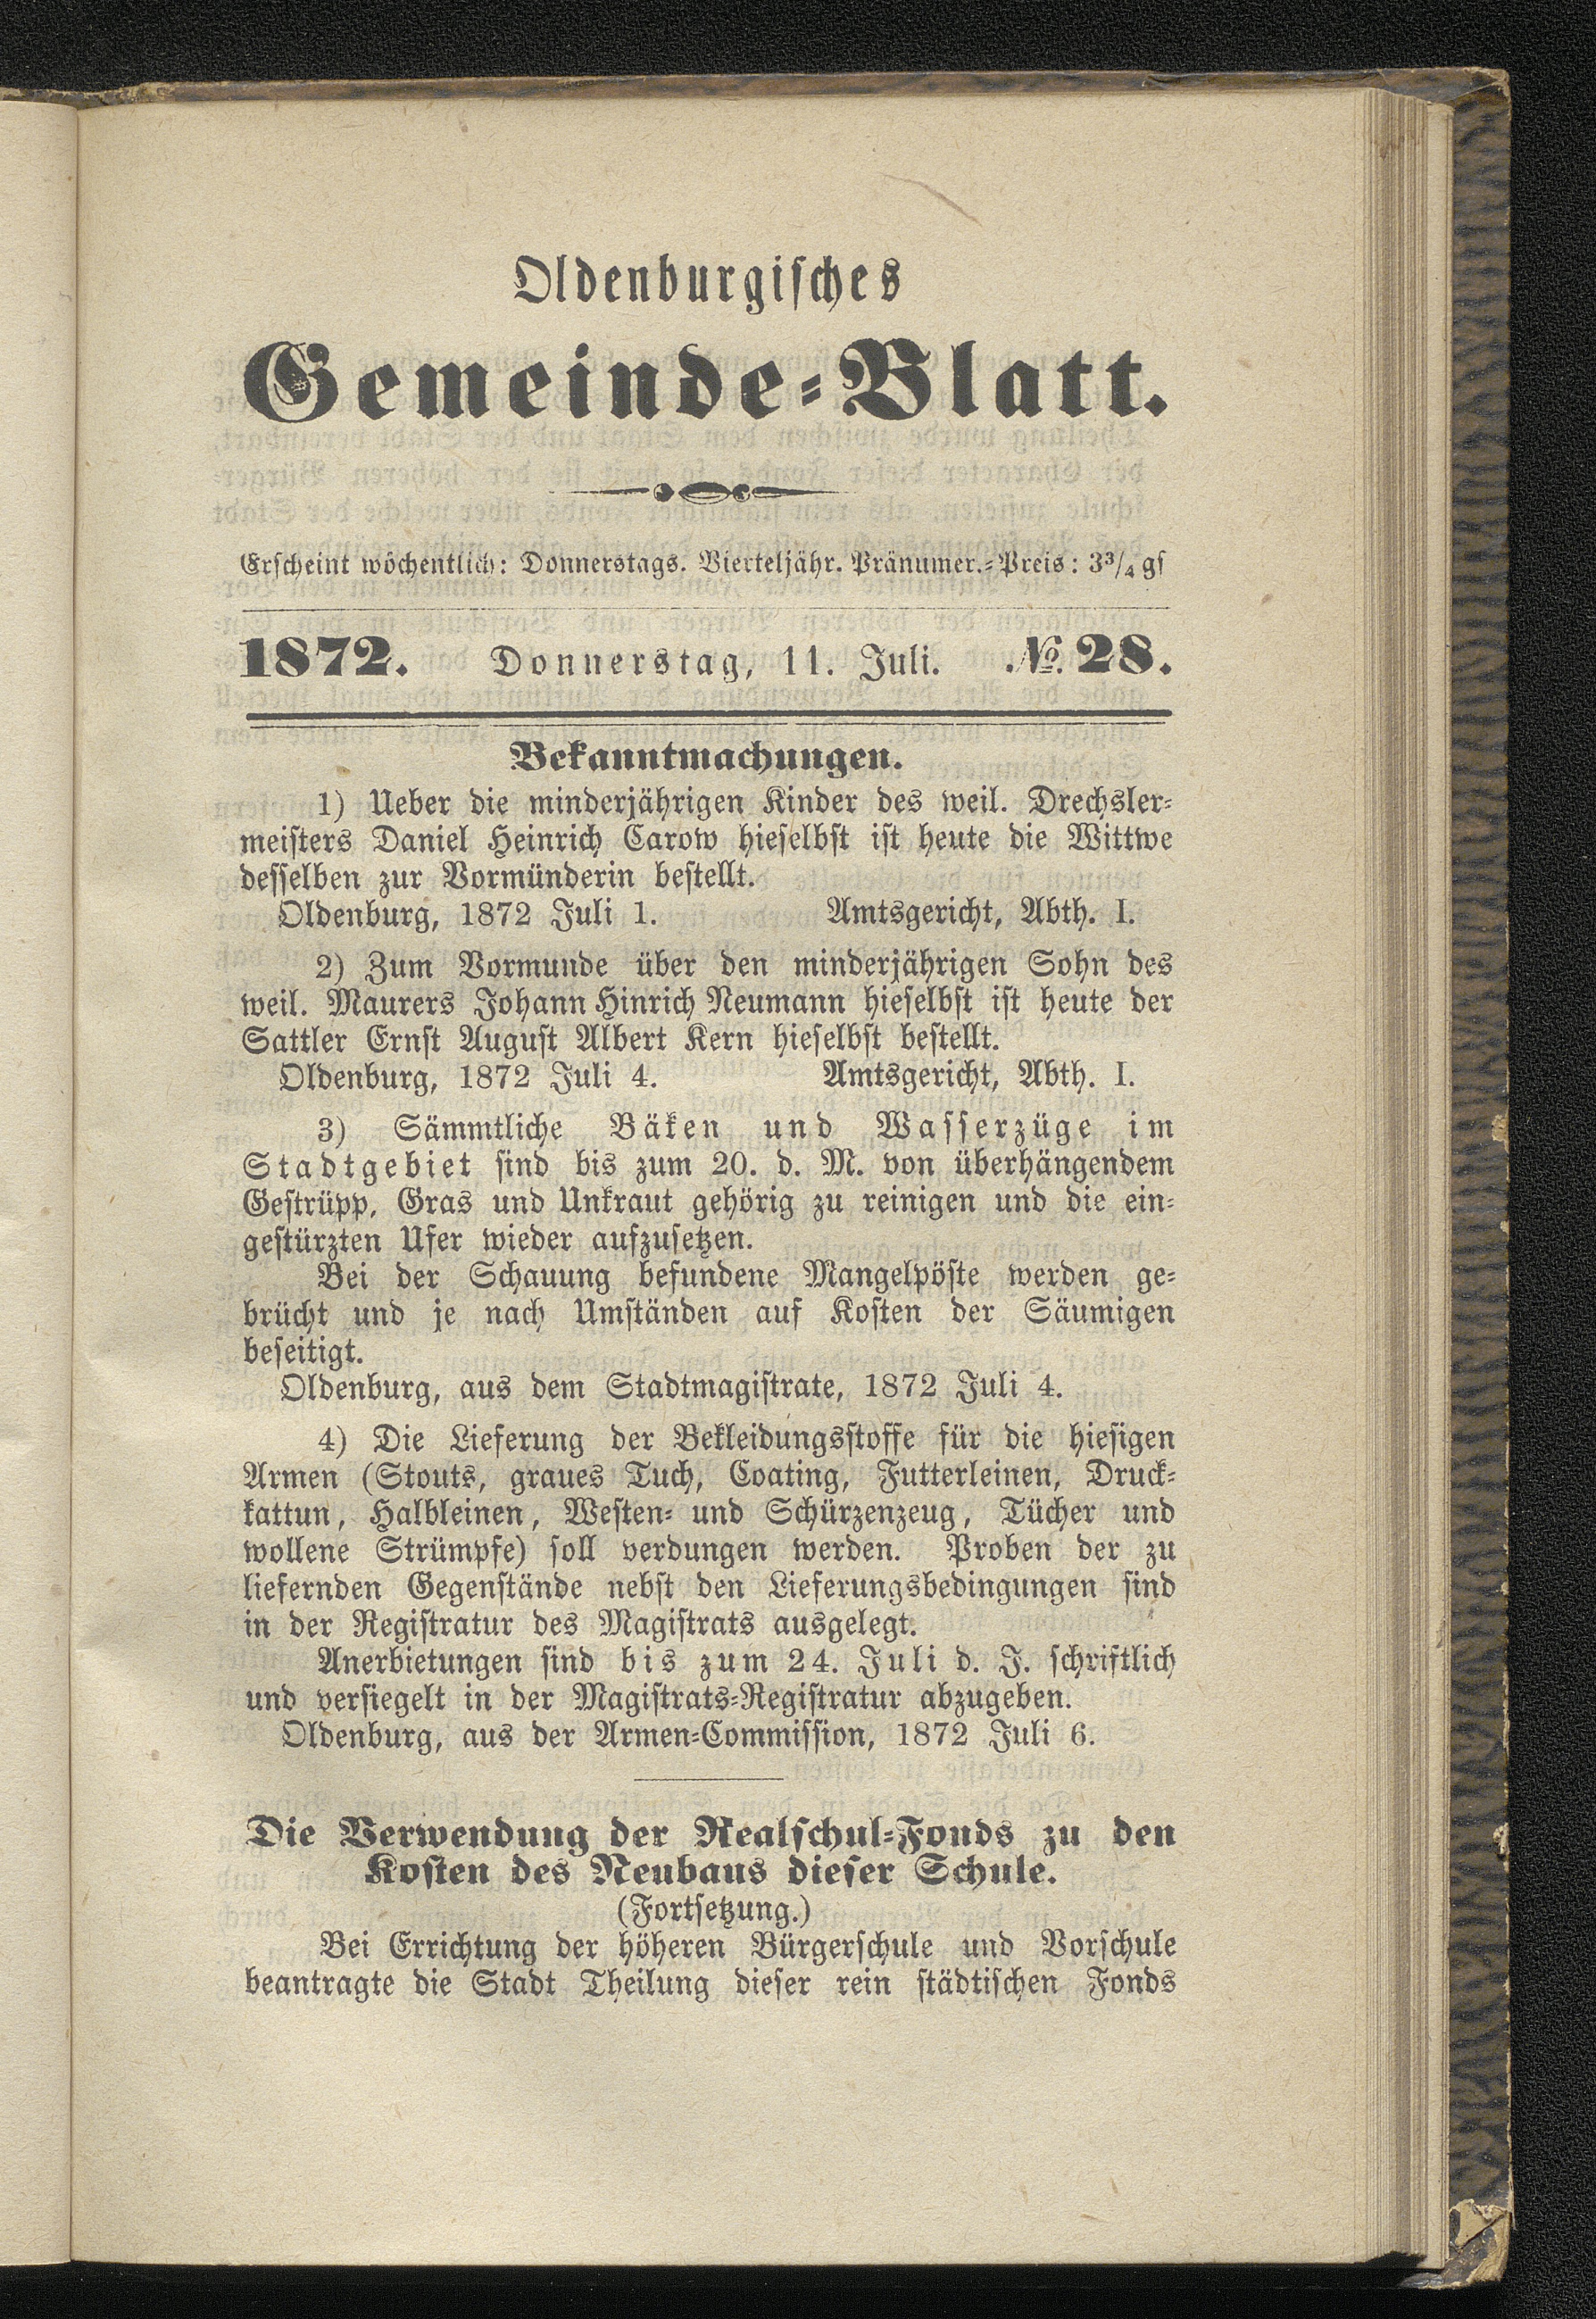 Oldenburgisches
Gemeinde-Blatt.
Erscheint wöchentlich: Donnerstags. Vierteljähr. Pränumer.-Preis: 3¾ gs
1872. Donnerstag, 11. Juli. №. 28.
Bekanntmachungen.
1) Ueber die minderjährigen Kinder des weil. Drechsler-
meisters Daniel Heinrich Carow hieselbst ist heute die Wittwe
desselben zur Vormünderin bestellt.
Oldenburg, 1872 Juli 1. Amtsgericht, Abth. I.
2) Zum Vormunde über den minderjährigen Sohn des
weil. Maurers Johann Hinrich Neumann hieselbst ist heute der
Sattler Ernst August Albert Kern hieselbst bestellt.
Oldenburg, 1872 Juli 4. Amtsgericht, Abth. I.
3) Sämmtliche Bäken und Wasserzüge im
Stadtgebiet sind bis zum 20. d. M. von überhängendem
Gestrüpp, Gras und Unkraut gehörig zu reinigen und die ein-
gestürzten Ufer wieder aufzusetzen.
Bei der Schauung befundene Mangelpöste werden ge-
brücht und je nach Umständen auf Kosten der Säumigen
beseitigt.
Oldenburg, aus dem Stadtmagistrate, 1872 Juli 4.
4) Die Lieferung der Bekleidungsstoffe für die hiesigen
Armen (Stouts, graues Tuch, Coating, Futterleinen, Druck-
kattun, Halbleinen, Westen- und Schürzenzeug, Tücher und
wollene Strümpfe) soll verdungen werden. Proben der zu
liefernden Gegenstände nebst den Lieferungsbedingungen sind
in der Registratur des Magistrats ausgelegt.
Anerbietungen sind bis zum 24. Juli d. J. schriftlich
und versiegelt in der Magistrats-Registratur abzugeben.
Oldenburg, aus der Armen-Commission, 1872 Juli 6.
Die Verwendung der Realschul-Fonds zu den
Kosten des Neubaus dieser Schule.
(Fortsetzung.)
Bei Errichtung der höheren Bürgerschule und Vorschule
beantragte die Stadt Theilung dieser rein städtischen Fonds